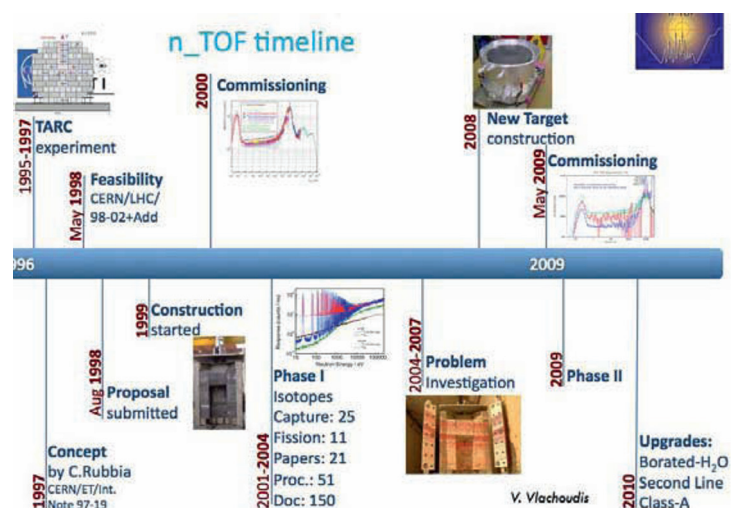 n_TOF timeline
1995-1997
TARC
experiment
May 1998
Feasibility
CERN/LHC/
98-02+Add
2000
Commissioning
2008
New Target
construction
May 2009
Commissioning
996
2009
1997
Concept
by C.Rubbia
CERN/ET/Int.
Note 97-19
Aug 1998
Proposal
submitted
1999
Construction
started
2001-2004
Phase I
Isotopes
Capture: 25
Fission: 11
Papers: 21
Proc.: 51
Doc: 150
Neutron Energy / eV
2004-2007
Problem
Investigation
2009
Phase II
2010
Upgrades:
Borated-H₂O
Second Line
Class-A
V. Vlachoudis